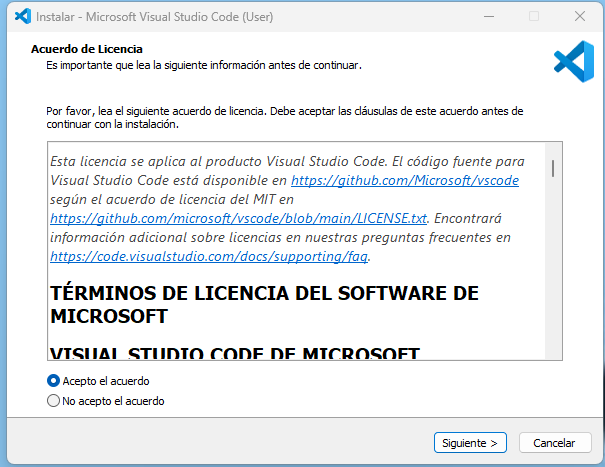 Instalar - Microsoft Visual Studio Code (User)
Acuerdo de Licencia
Es importante que lea la siguiente información antes de continuar.
Por favor, lea el siguiente acuerdo de licencia. Debe aceptar las cláusulas de este acuerdo antes de
continuar con la instalación.
Esta licencia se aplica al producto Visual Studio Code. El código fuente para
Visual Studio Code está disponible en https://github.com/Microsoft/vscode
según el acuerdo de licencia del MIT en
https://github.com/microsoft/vscode/blob/main/LICENSE.txt. Encontrará
información adicional sobre licencias en nuestras preguntas frecuentes en
https://code.visualstudio.com/docs/supporting/faq.
TÉRMINOS DE LICENCIA DEL SOFTWARE DE
MICROSOFT
VISUAL STUDIO CODE DE MICROSOFT
Acepto el acuerdo
No acepto el acuerdo
Siguiente >
Cancelar